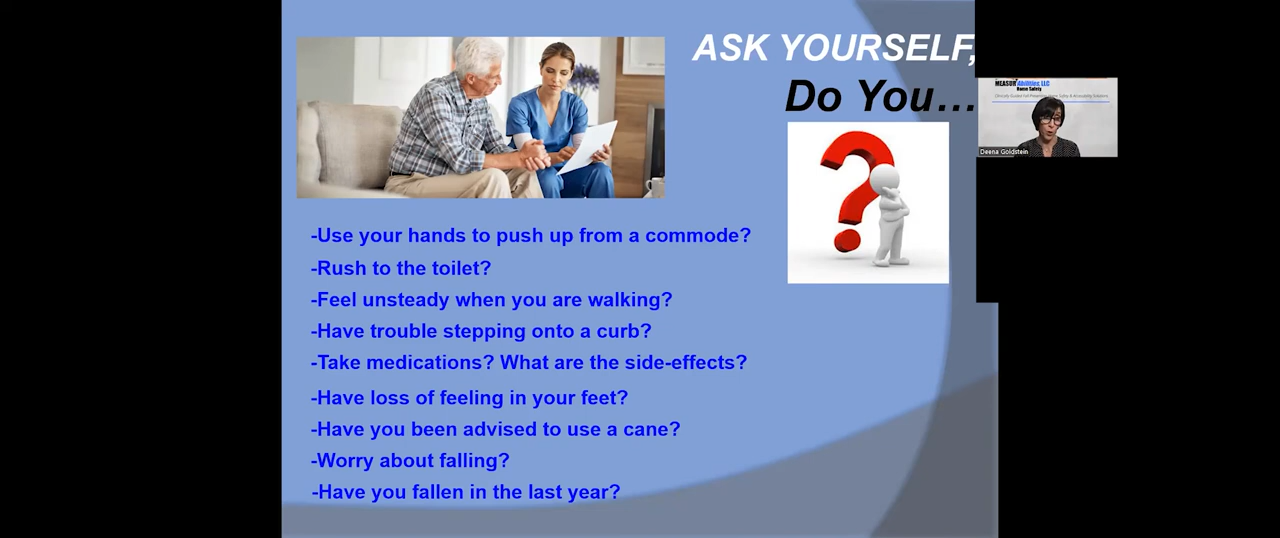 ASK YOURSELF,
Do You…
MEASUR Abilities, LLC
Home Safety
Deena Goldstein
-Use your hands to push up from a commode?
-Rush to the toilet?
-Feel unsteady when you are walking?
-Have trouble stepping onto a curb?
-Take medications? What are the side-effects?
-Have loss of feeling in your feet?
-Have you been advised to use a cane?
-Worry about falling?
-Have you fallen in the last year?